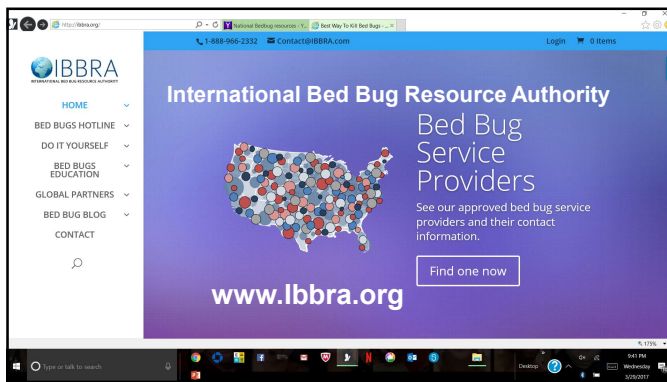 http://ibbra.org/
National Bedbug resources - Y...
Best Way To Kill Bed Bugs - ...
1-888-966-2332
Contact@IBBRA.com
Login
0 Items
IBBRA
INTERNATIONAL BED BUG RESOURCE AUTHORITY
HOME
BED BUGS HOTLINE
DO IT YOURSELF
BED BUGS
EDUCATION
GLOBAL PARTNERS
BED BUG BLOG
CONTACT
International Bed Bug Resource Authority
Bed Bug
Service
Providers
See our approved bed bug service
providers and their contact
information.
Find one now
www.Ibbra.org
175%
Type or talk to search
Desktop
9:41 PM
Wednesday
3/29/2017